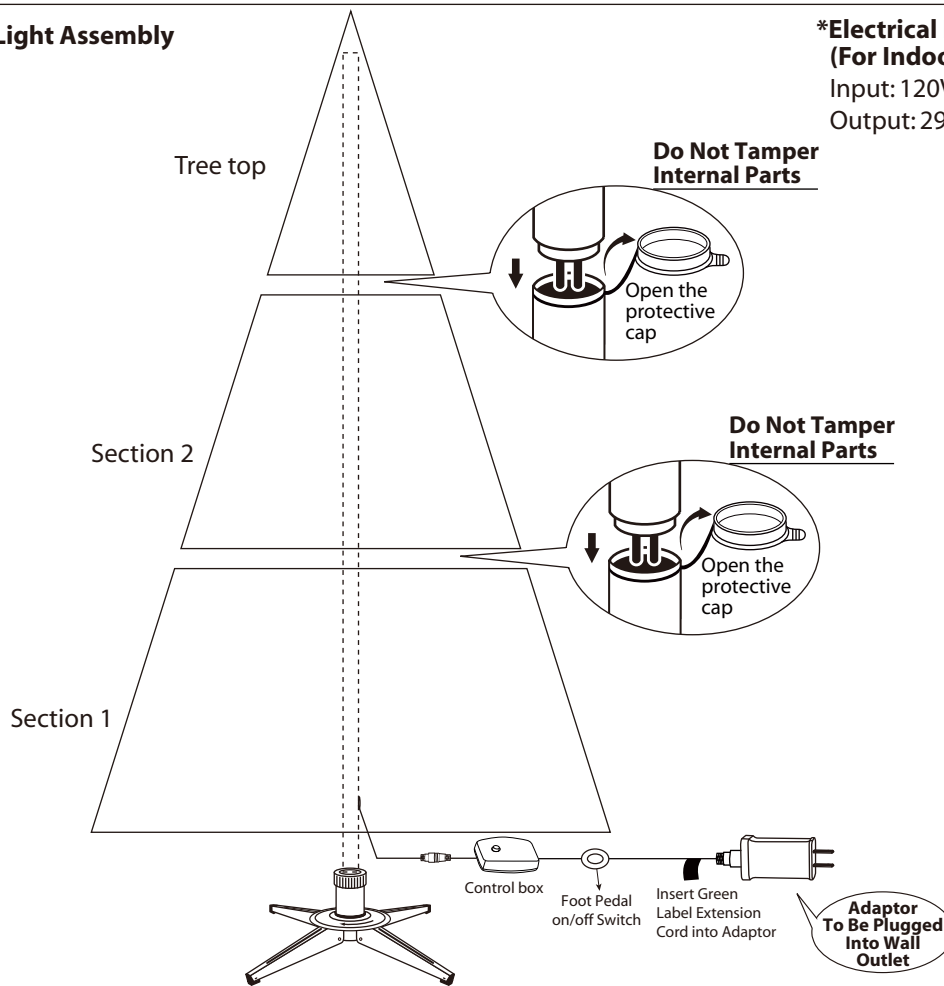 Light Assembly
*Electrical
(For Indoo
Input: 120V
Output: 29
Tree top
Do Not Tamper
Internal Parts
Open the
protective
cap
Section 2
Do Not Tamper
Internal Parts
Open the
protective
cap
Section 1
Control box
Foot Pedal
on/off Switch
Insert Green
Label Extension
Cord into Adaptor
Adaptor
To Be Plugged
Into Wall
Outlet